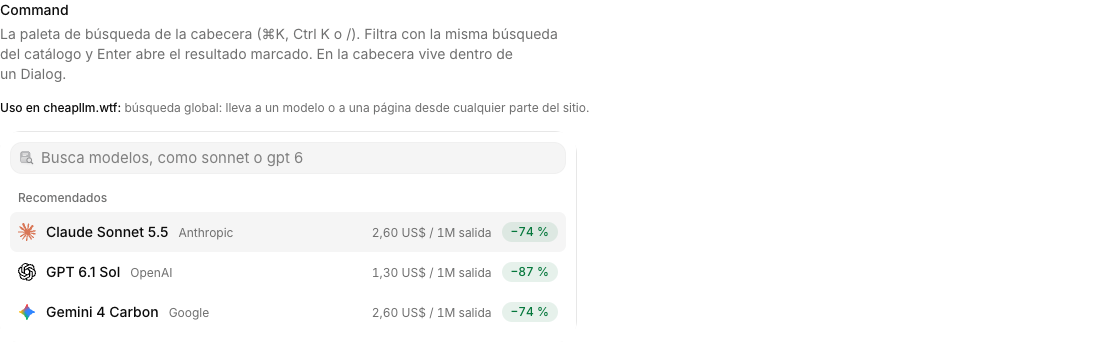 Command
La paleta de búsqueda de la cabecera (⌘K, Ctrl K o /). Filtra con la misma búsqueda
del catálogo y Enter abre el resultado marcado. En la cabecera vive dentro de
un Dialog.
Uso en cheapllm.wtf: búsqueda global: lleva a un modelo o a una página desde cualquier parte del sitio.
Busca modelos, como sonnet o gpt 6
Recomendados
Claude Sonnet 5.5 Anthropic 2,60 US$ / 1M salida −74 %
GPT 6.1 Sol OpenAI 1,30 US$ / 1M salida −87 %
Gemini 4 Carbon Google 2,60 US$ / 1M salida −74 %